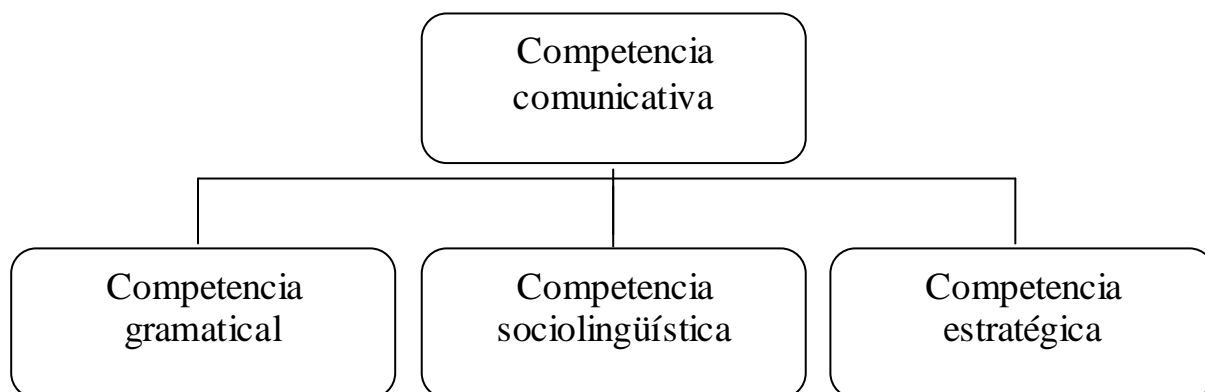 Competencia
comunicativa
Competencia
gramatical
Competencia
sociolingüística
Competencia
estratégica